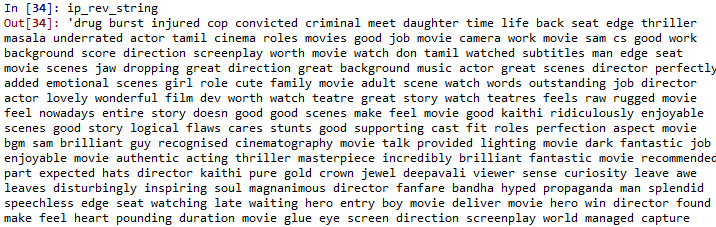 In [34]: ip_rev_string
Out[34]: 'drug burst injured cop convicted criminal meet daughter time life back seat edge thriller
masala underrated actor tamil cinema roles movies good job movie camera work movie sam cs good work
background score direction screenplay worth movie watch don tamil watched subtitles man edge seat
movie scenes jaw dropping great direction great background music actor great scenes director perfectly
added emotional scenes girl role cute family movie adult scene watch words outstanding job director
actor lovely wonderful film dev worth watch teatre great story watch teatres feels raw rugged movie
feel nowadays entire story doesn good good scenes make feel movie good kaithi ridiculously enjoyable
scenes good story logical flaws cares stunts good supporting cast fit roles perfection aspect movie
bgm sam brilliant guy recognised cinematography movie talk provided lighting movie dark fantastic job
enjoyable movie authentic acting thriller masterpiece incredibly brilliant fantastic movie recommended
part expected hats director kaithi pure gold crown jewel deepavali viewer sense curiosity leave awe
leaves disturbingly inspiring soul magnanimous director fanfare bandha hyped propaganda man splendid
speechless edge seat watching late waiting hero entry boy movie deliver movie hero win director found
make feel heart pounding duration movie glue eye screen direction screenplay world managed capture